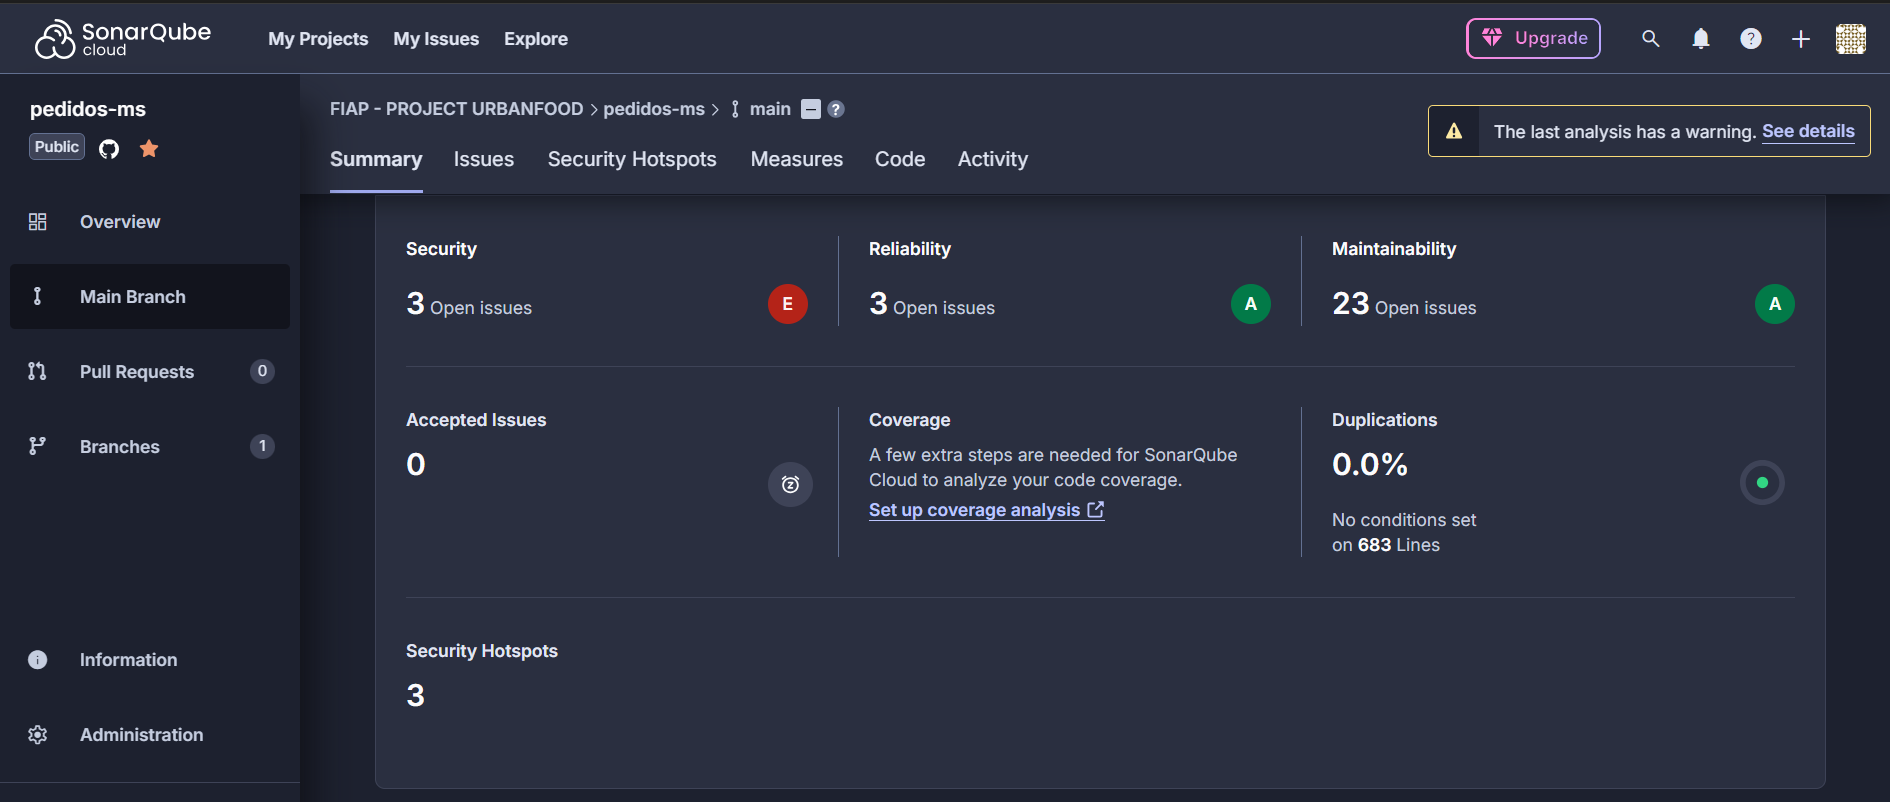 SonarQube
cloud
My Projects
My Issues
Explore
Upgrade
pedidos-ms
Public
FIAP - PROJECT URBANFOOD > pedidos-ms > main
The last analysis has a warning. See details
Summary
Issues
Security Hotspots
Measures
Code
Activity
Overview
Main Branch
Pull Requests
0
Branches
1
Information
Administration
Security
3 Open issues
E
Reliability
3 Open issues
A
Maintainability
23 Open issues
A
Accepted Issues
0
Coverage
A few extra steps are needed for SonarQube
Cloud to analyze your code coverage.
Set up coverage analysis
Duplications
0.0%
No conditions set
on 683 Lines
Security Hotspots
3